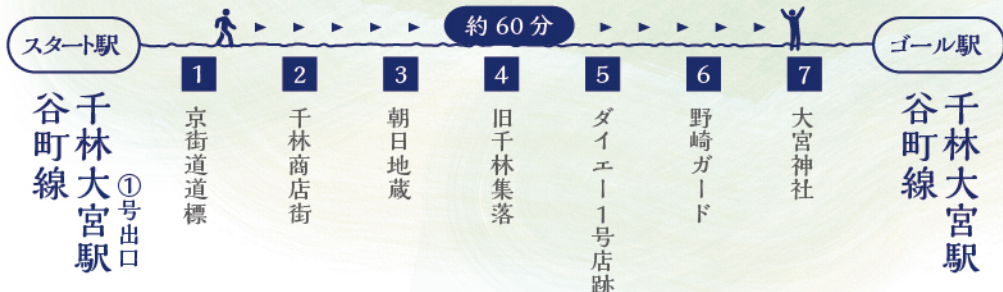 約60分
スタート駅
千林大宮駅
①号出口
谷町線
1
京街道道標
2
千林商店街
3
朝日地蔵
4
旧千林集落
5
ダイエー1号店跡
6
野崎ガード
7
大宮神社
ゴール駅
千林大宮駅
谷町線